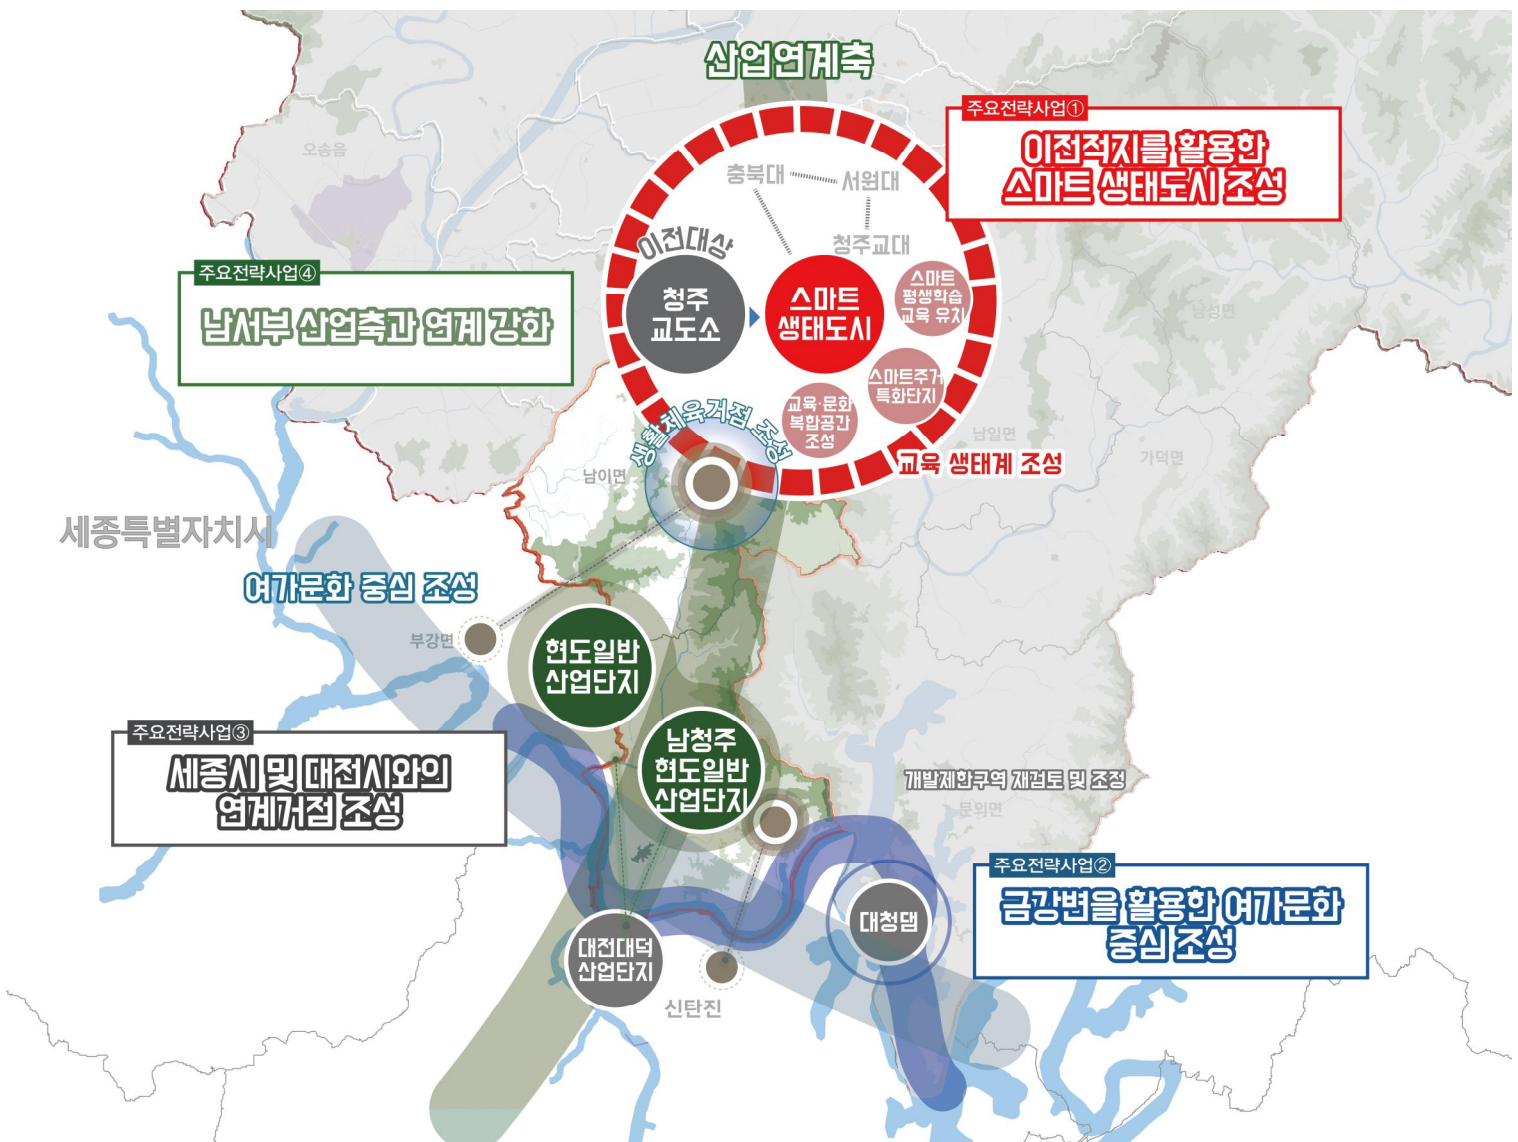 산업연계축
주요전략사업①
이전적지를 활용한
스마트 생태도시 조성
오송읍
충북대
서원대
청주교대
이전대상
청주
교도소
스마트
생태도시
스마트
평생학습
교육 유치
스마트주거
특화단지
교육·문화
복합공간
조성
교육 생태계 조성
생활체육거점 조성
주요전략사업④
남서부 산업축과 연계 강화
낭성면
남일면
가덕면
남이면
세종특별자치시
여가문화 중심 조성
부강면
현도일반
산업단지
남청주
현도일반
산업단지
주요전략사업③
세종시 및 대전시와의
연계거점 조성
개발제한구역 재검토 및 조정
문의면
주요전략사업②
금강변을 활용한 여가문화
중심 조성
대청댐
대전대덕
산업단지
신탄진